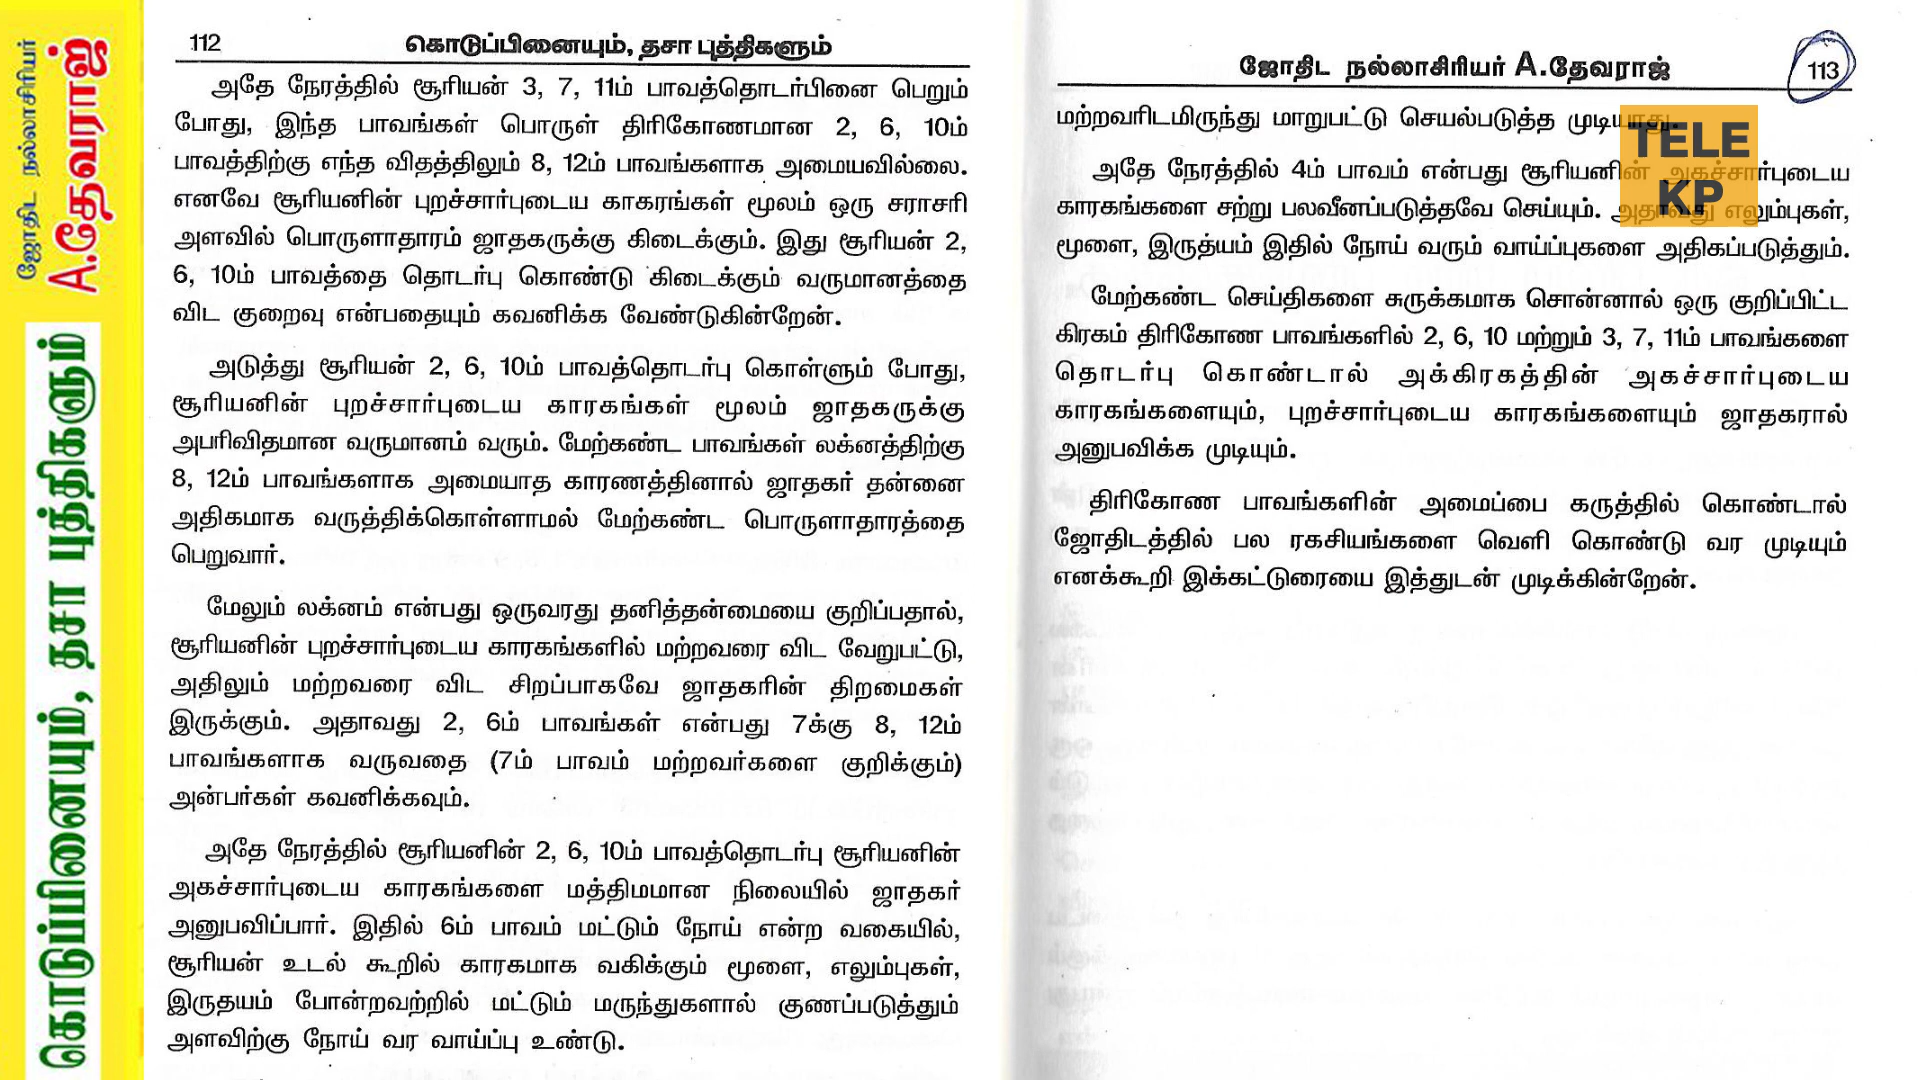 ஜோதிட நல்லாசிரியர்
A.தேவராஜ்
கொடுப்பினையும், தசா புத்திகளும்
112
கொடுப்பினையும், தசா புத்திகளும்
அதே நேரத்தில் சூரியன் 3, 7, 11ம் பாவத்தொடர்பினை பெறும்
போது, இந்த பாவங்கள் பொருள் திரிகோணமான 2, 6, 10ம்
பாவத்திற்கு எந்த விதத்திலும் 8, 12ம் பாவங்களாக அமையவில்லை.
எனவே சூரியனின் புறச்சார்புடைய காகரங்கள் மூலம் ஒரு சராசரி
அளவில் பொருளாதாரம் ஜாதகருக்கு கிடைக்கும். இது சூரியன் 2,
6, 10ம் பாவத்தை தொடர்பு கொண்டு கிடைக்கும் வருமானத்தை
விட குறைவு என்பதையும் கவனிக்க வேண்டுகின்றேன்.
அடுத்து சூரியன் 2, 6, 10ம் பாவத்தொடர்பு கொள்ளும் போது,
சூரியனின் புறச்சார்புடைய காரகங்கள் மூலம் ஜாதகருக்கு
அபரிவிதமான வருமானம் வரும். மேற்கண்ட பாவங்கள் லக்னத்திற்கு
8, 12ம் பாவங்களாக அமையாத காரணத்தினால் ஜாதகர் தன்னை
அதிகமாக வருத்திக்கொள்ளாமல் மேற்கண்ட பொருளாதாரத்தை
பெறுவார்.
மேலும் லக்னம் என்பது ஒருவரது தனித்தன்மையை குறிப்பதால்,
சூரியனின் புறச்சார்புடைய காரகங்களில் மற்றவரை விட வேறுபட்டு,
அதிலும் மற்றவரை விட சிறப்பாகவே ஜாதகரின் திறமைகள்
இருக்கும். அதாவது 2, 6ம் பாவங்கள் என்பது 7க்கு 8, 12ம்
பாவங்களாக வருவதை (7ம் பாவம் மற்றவர்களை குறிக்கும்)
அன்பர்கள் கவனிக்கவும்.
அதே நேரத்தில் சூரியனின் 2, 6, 10ம் பாவத்தொடர்பு சூரியனின்
அகச்சார்புடைய காரகங்களை மத்திமமான நிலையில் ஜாதகர்
அனுபவிப்பார். இதில் 6ம் பாவம் மட்டும் நோய் என்ற வகையில்,
சூரியன் உடல் கூறில் காரகமாக வகிக்கும் மூளை, எலும்புகள்,
இருதயம் போன்றவற்றில் மட்டும் மருந்துகளால் குணப்படுத்தும்
அளவிற்கு நோய் வர வாய்ப்பு உண்டு.
ஜோதிட நல்லாசிரியர் A.தேவராஜ்
113
மற்றவரிடமிருந்து மாறுபட்டு செயல்படுத்த முடியாது.
TELE
KP
அதே நேரத்தில் 4ம் பாவம் என்பது சூரியனின் அகச்சார்புடைய
காரகங்களை சற்று பலவீனப்படுத்தவே செய்யும். அதாவது எலும்புகள்,
மூளை, இருத்யம் இதில் நோய் வரும் வாய்ப்புகளை அதிகப்படுத்தும்.
மேற்கண்ட செய்திகளை சுருக்கமாக சொன்னால் ஒரு குறிப்பிட்ட
கிரகம் திரிகோண பாவங்களில் 2, 6, 10 மற்றும் 3, 7, 11ம் பாவங்களை
தொடர்பு கொண்டால் அக்கிரகத்தின் அகச்சார்புடைய
காரகங்களையும், புறச்சார்புடைய காரகங்களையும் ஜாதகரால்
அனுபவிக்க முடியும்.
திரிகோண பாவங்களின் அமைப்பை கருத்தில் கொண்டால்
ஜோதிடத்தில் பல ரகசியங்களை வெளி கொண்டு வர முடியும்
எனக்கூறி இக்கட்டுரையை இத்துடன் முடிக்கின்றேன்.